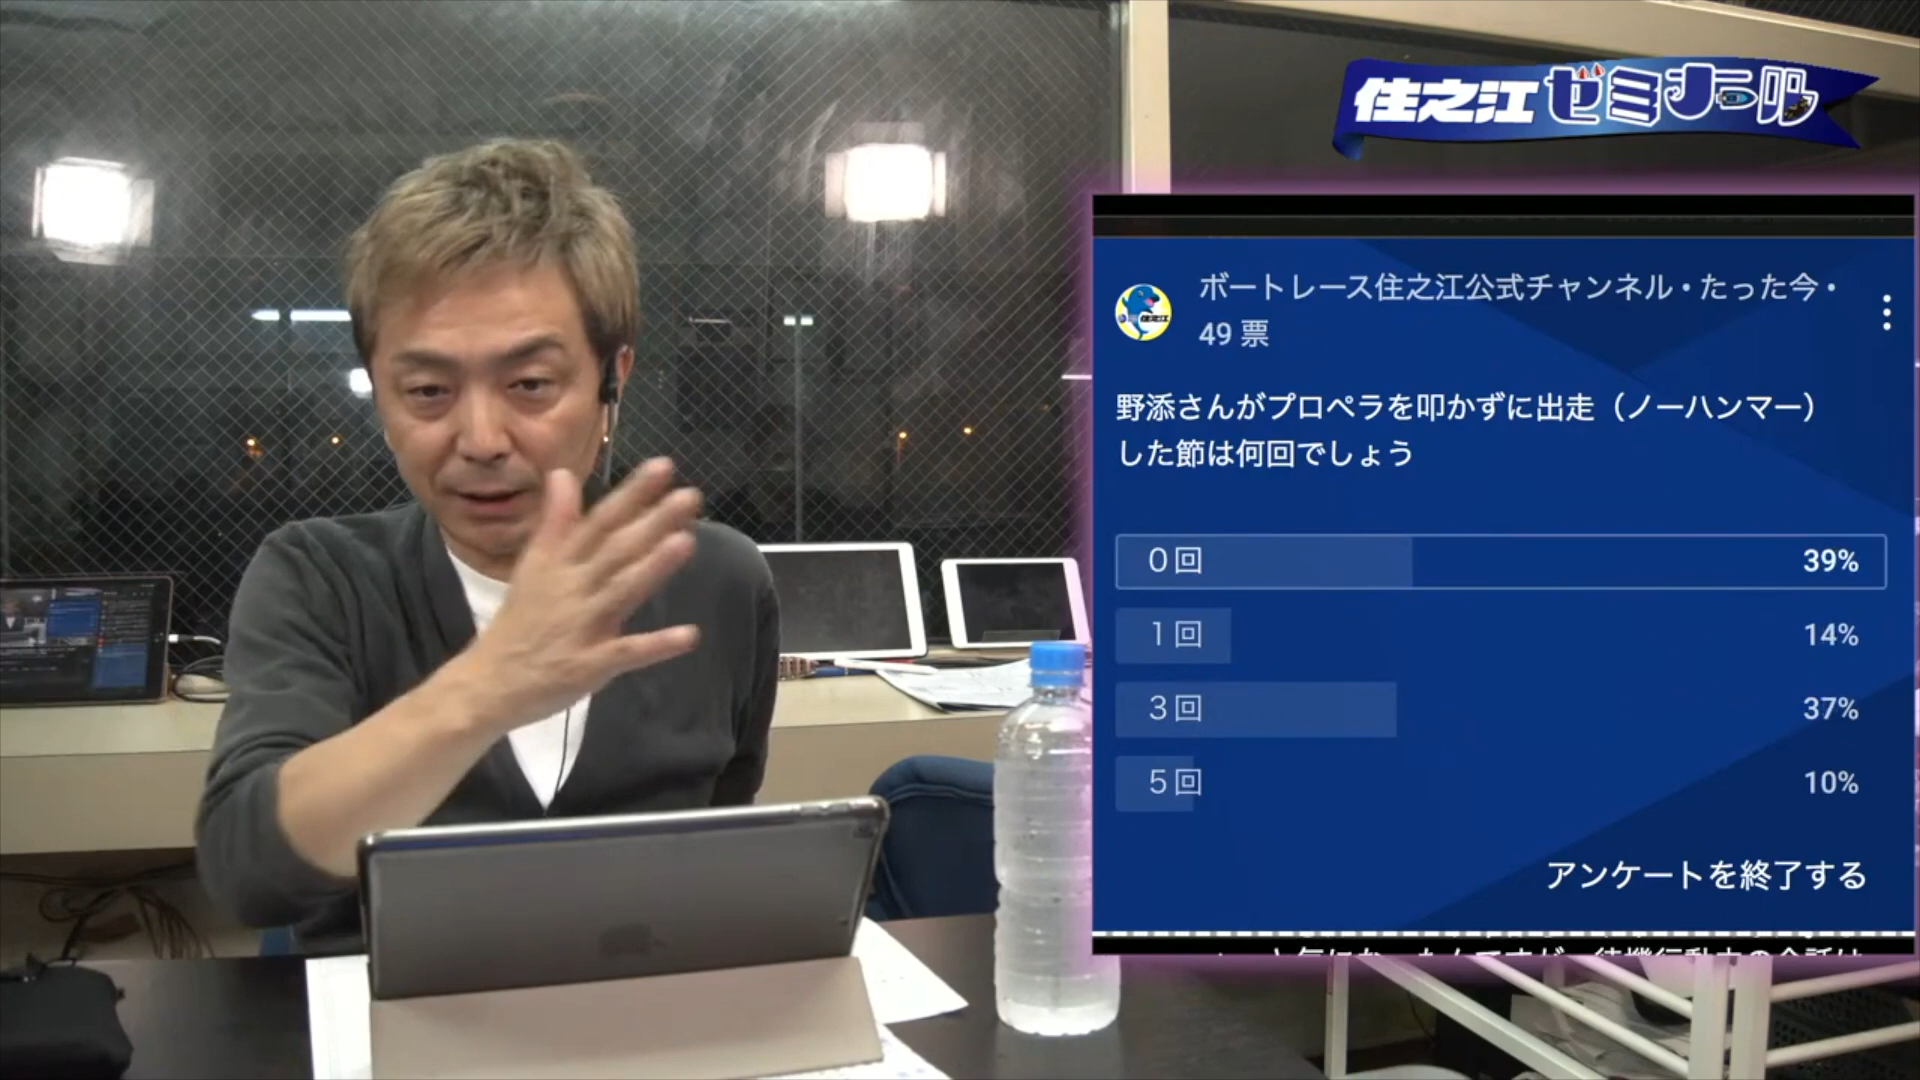 住之江ゼミナール
ボートレース住之江公式チャンネル・たった今・
49 票
野添さんがプロペラを叩かずに出走（ノーハンマー）
した節は何回でしょう
0回 39%
1回 14%
3回 37%
5回 10%
アンケートを終了する